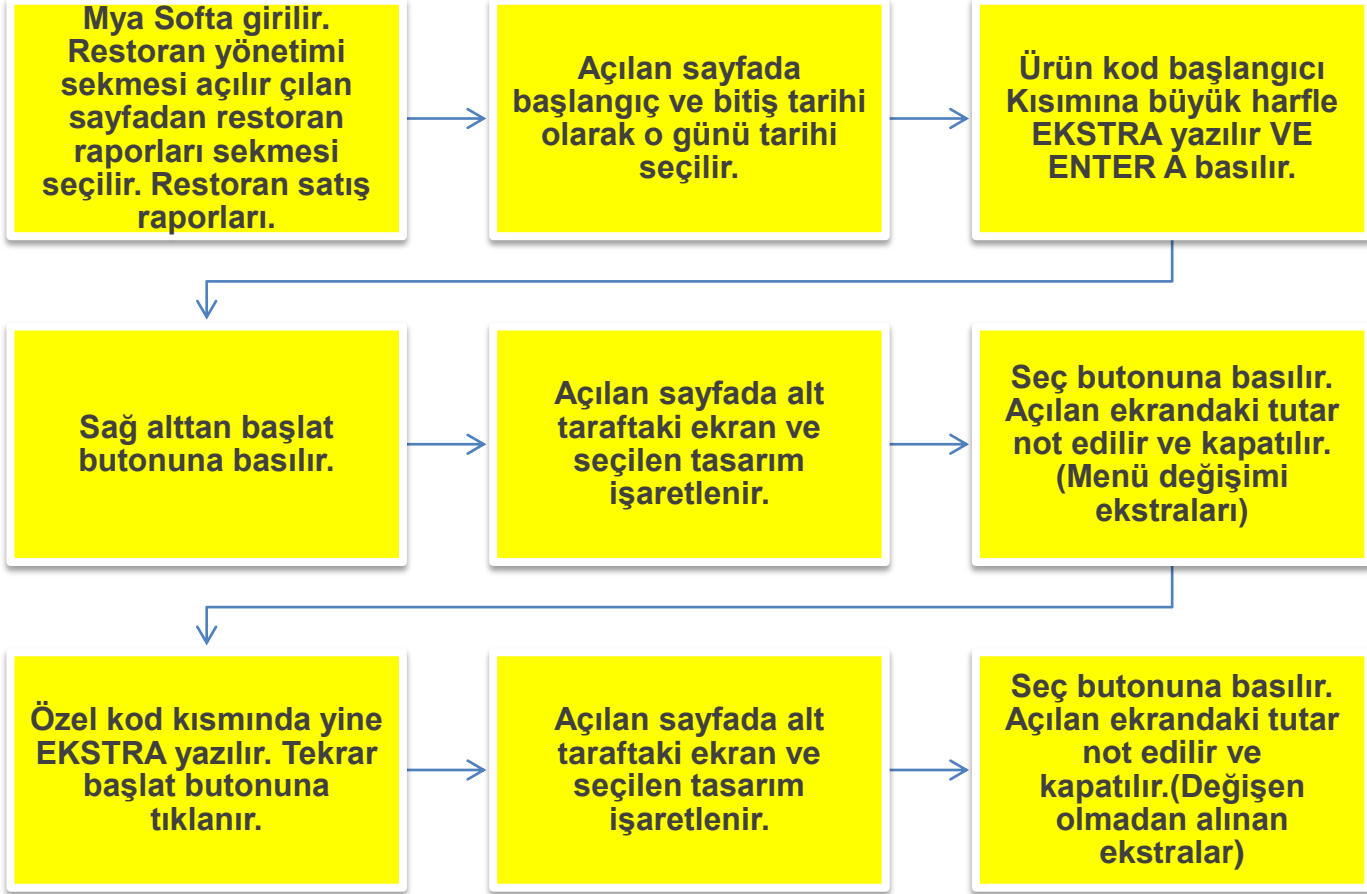 Mya Softa girilir.
Restoran yönetimi
sekmesi açılır çılan
sayfadan restoran
raporları sekmesi
seçilir. Restoran satış
raporları.
Açılan sayfada
başlangıç ve bitiş tarihi
olarak o günü tarihi
seçilir.
Ürün kod başlangıcı
Kısımına büyük harfle
EKSTRA yazılır VE
ENTER A basılır.
Sağ alttan başlat
butonuna basılır.
Açılan sayfada alt
taraftaki ekran ve
seçilen tasarım
işaretlenir.
Seç butonuna basılır.
Açılan ekrandaki tutar
not edilir ve kapatılır.
(Menü değişimi
ekstraları)
Özel kod kısmında yine
EKSTRA yazılır. Tekrar
başlat butonuna
tıklanır.
Açılan sayfada alt
taraftaki ekran ve
seçilen tasarım
işaretlenir.
Seç butonuna basılır.
Açılan ekrandaki tutar
not edilir ve
kapatılır.(Değişen
olmadan alınan
ekstralar)